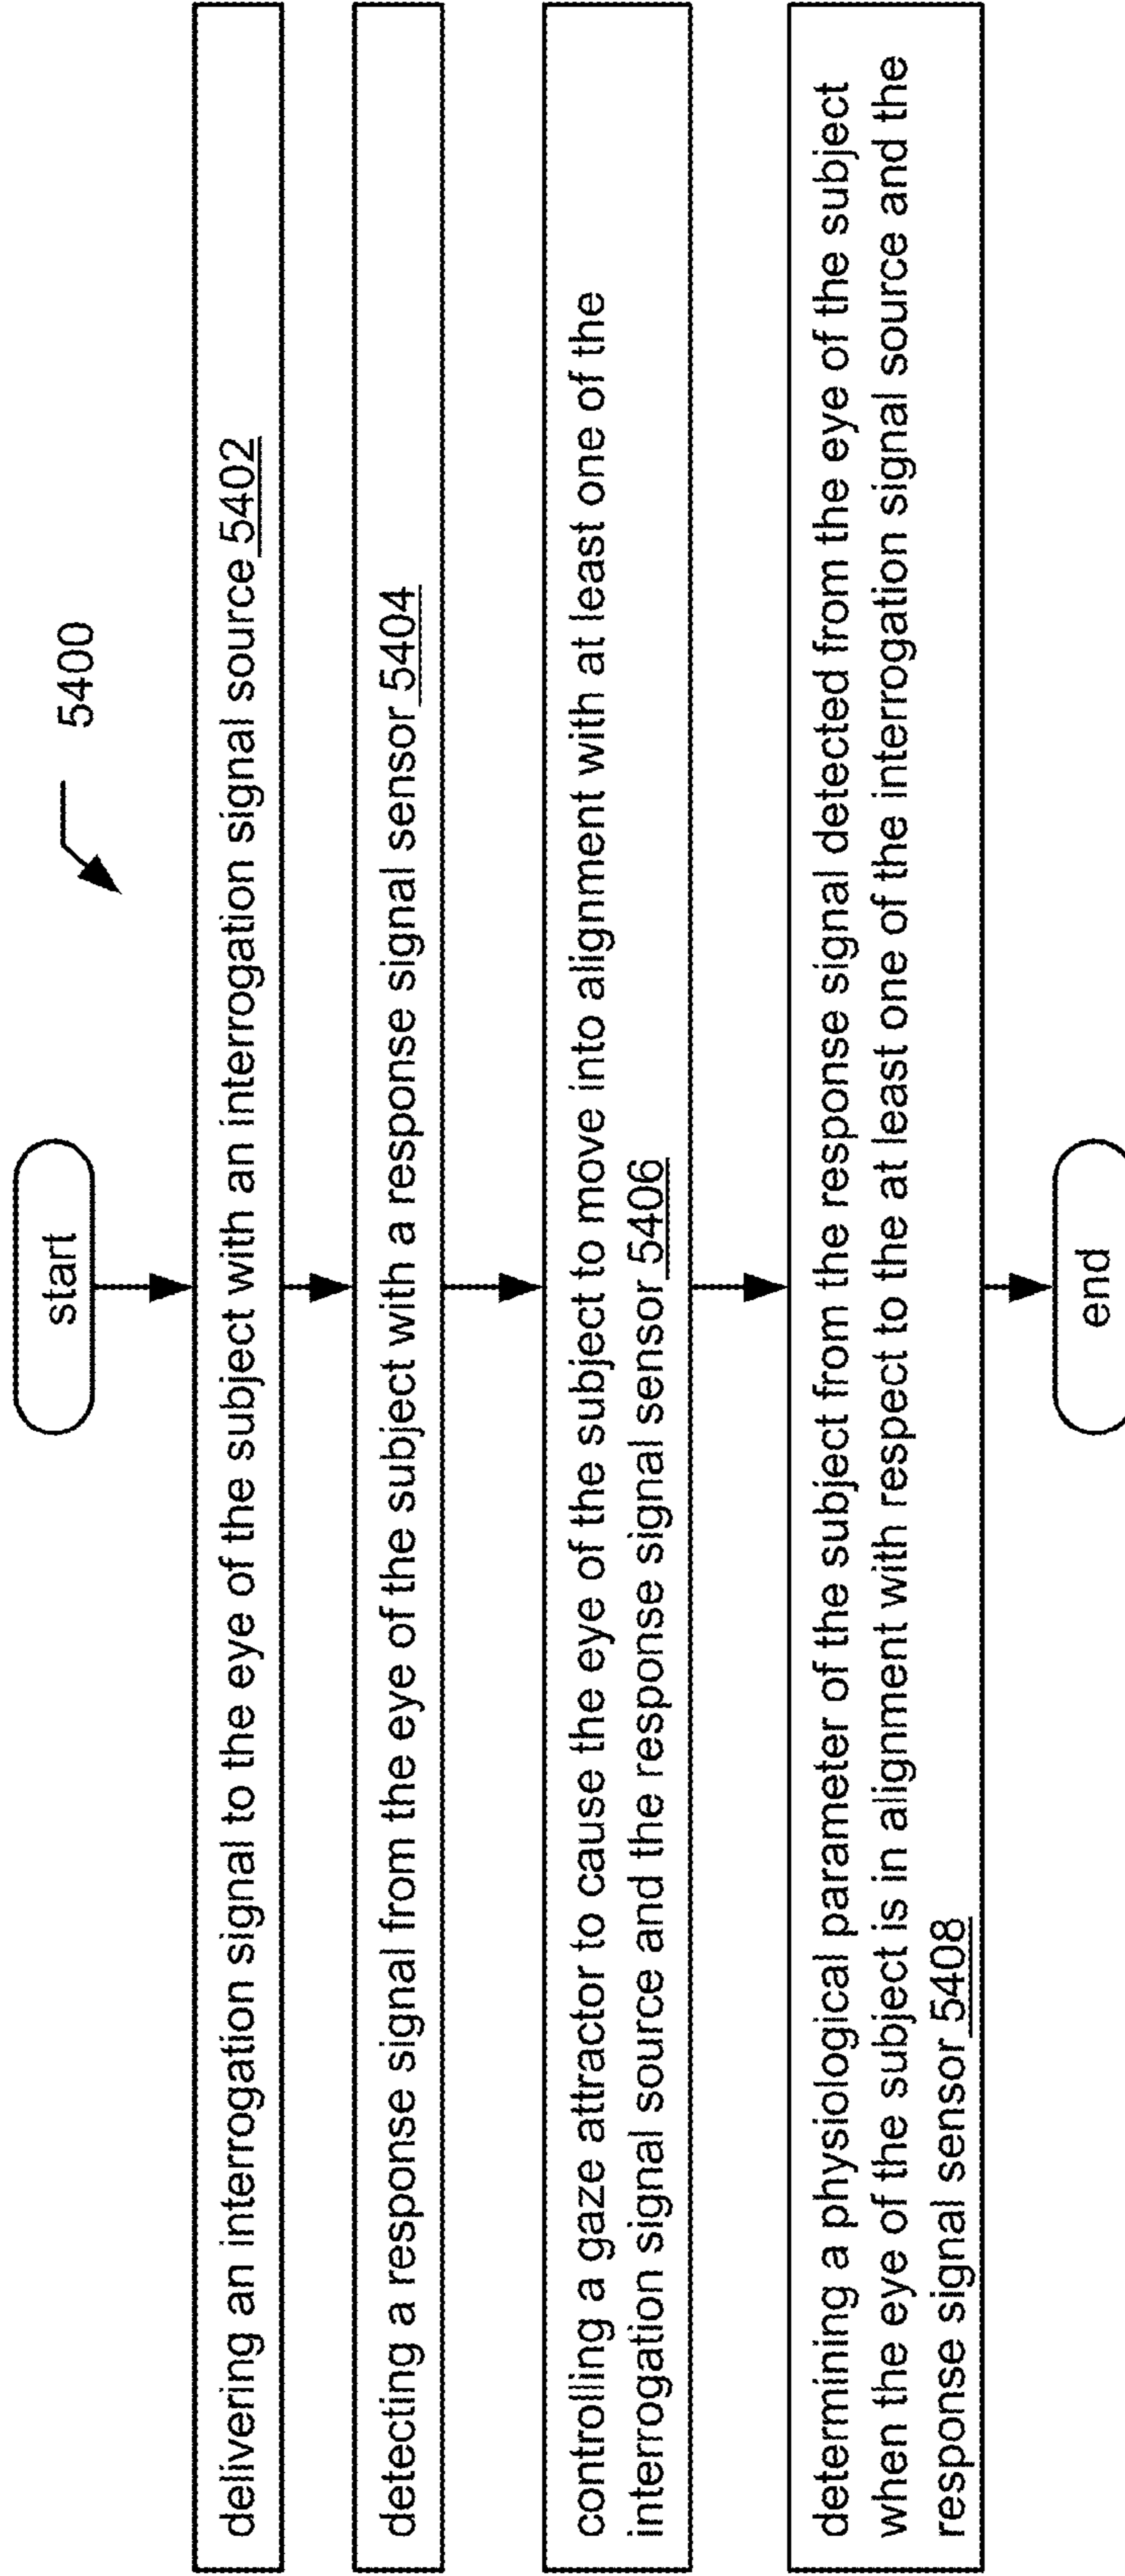 5400
start
delivering an interrogation signal to the eye of the subject with an interrogation signal source 5402
detecting a response signal from the eye of the subject with a response signal sensor 5404
controlling a gaze attractor to cause the eye of the subject to move into alignment with at least one of the
interrogation signal source and the response signal sensor 5406
determining a physiological parameter of the subject from the response signal detected from the eye of the subject
when the eye of the subject is in alignment with respect to the at least one of the interrogation signal source and the
response signal sensor 5408
end